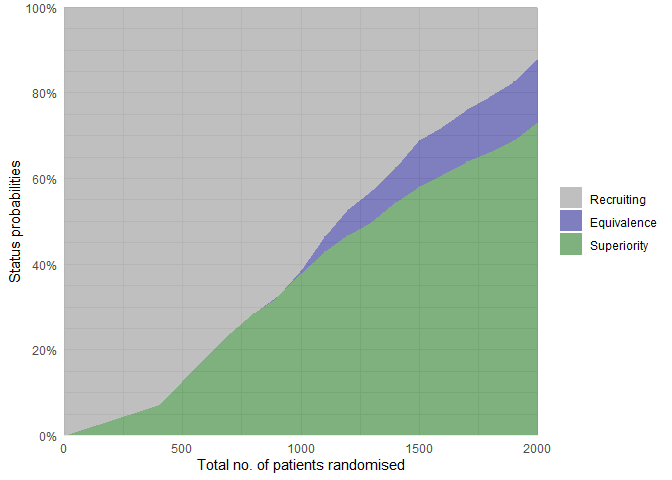 100%
80%
60%
40%
20%
0%
Status probabilities
0
500
1000
1500
2000
Total no. of patients randomised
Recruiting
Equivalence
Superiority